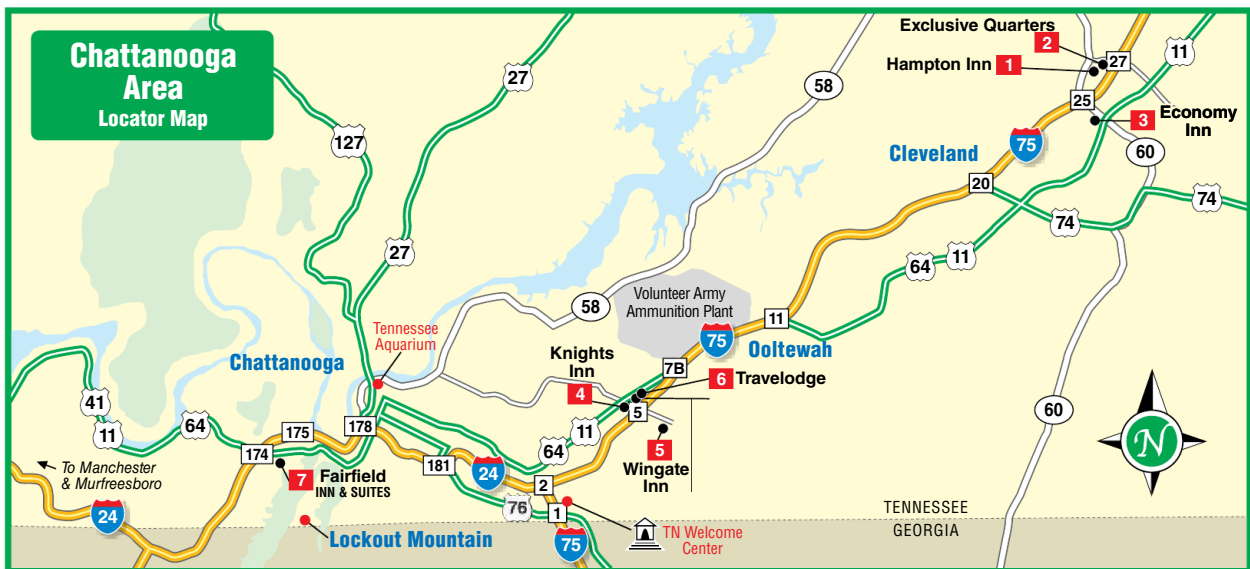 Chattanooga
Area
Locator Map
Exclusive Quarters
2
27
11
Hampton Inn 1
27
58
25
3 Economy
Inn
127
75
60
Cleveland
20
74
74
27
11
64
58
Volunteer Army
Ammunition Plant
11
75
Ooltewah
Tennessee
Aquarium
Chattanooga
Knights
Inn
7B
6 Travelodge
4
5
41
11
64
60
N
175
178
11
64
5
Wingate
Inn
174
181
24
To Manchester
& Murfreesboro
7 Fairfield
INN & SUITES
2
24
76
1
TENNESSEE
GEORGIA
Lockout Mountain
75
TN Welcome
Center